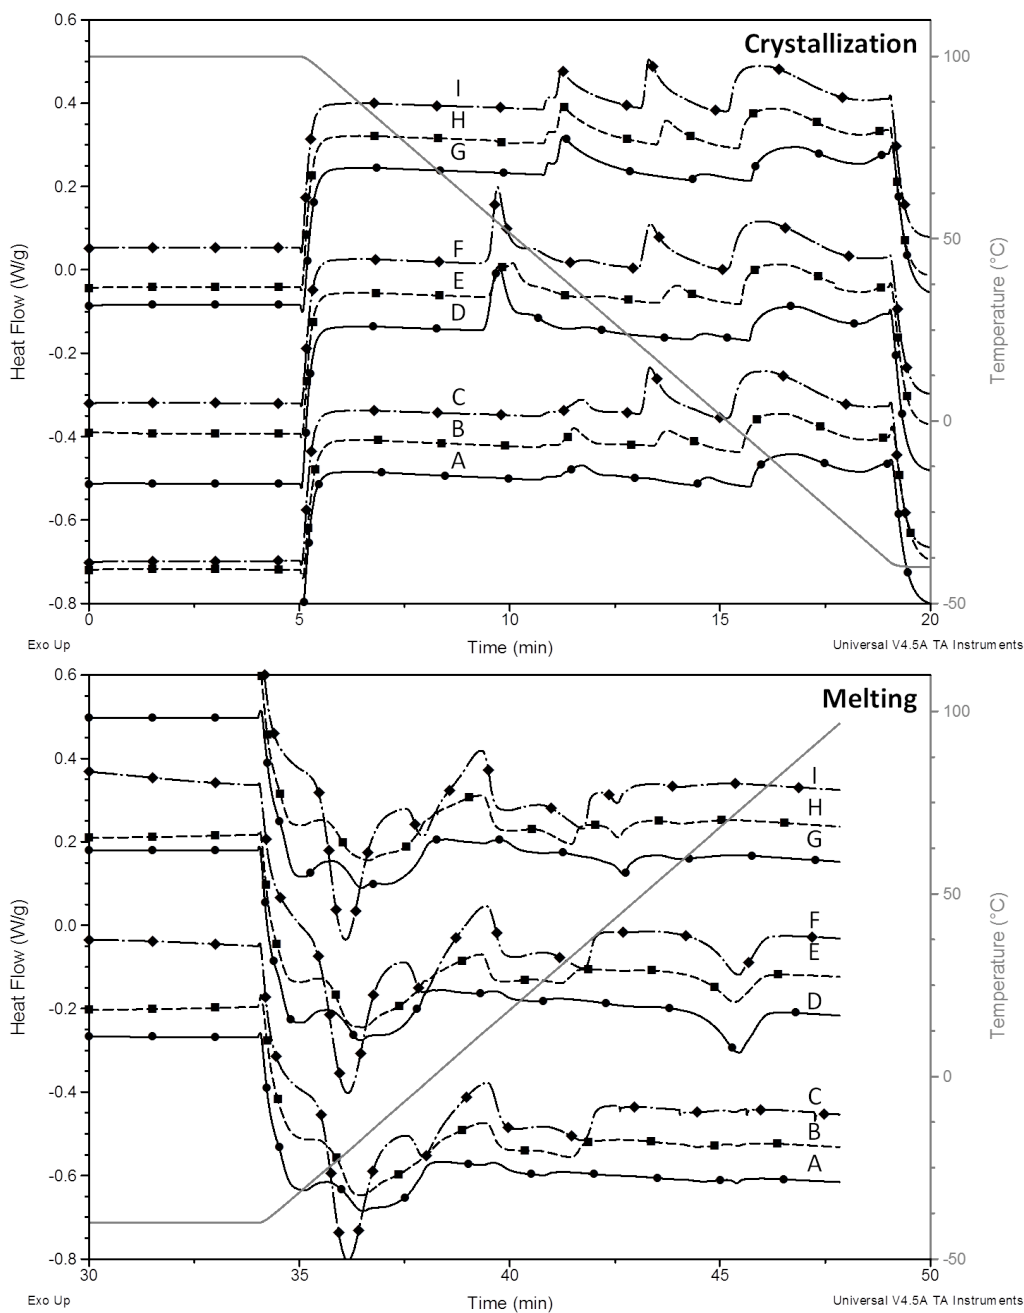 Crystallization
0.6
0.4
0.2
0.0
-0.2
-0.4
-0.6
-0.8
Heat Flow (W/g)
I
H
G
F
E
D
C
B
A
100
50
0
-50
Temperature (°C)
0 5 10 15 20
Exo Up Time (min) Universal V4.5A TA Instruments
Melting
0.6
0.4
0.2
0.0
-0.2
-0.4
-0.6
-0.8
Heat Flow (W/g)
I
H
G
F
E
D
C
B
A
100
50
0
-50
Temperature (°C)
30 35 40 45 50
Exo Up Time (min) Universal V4.5A TA Instruments